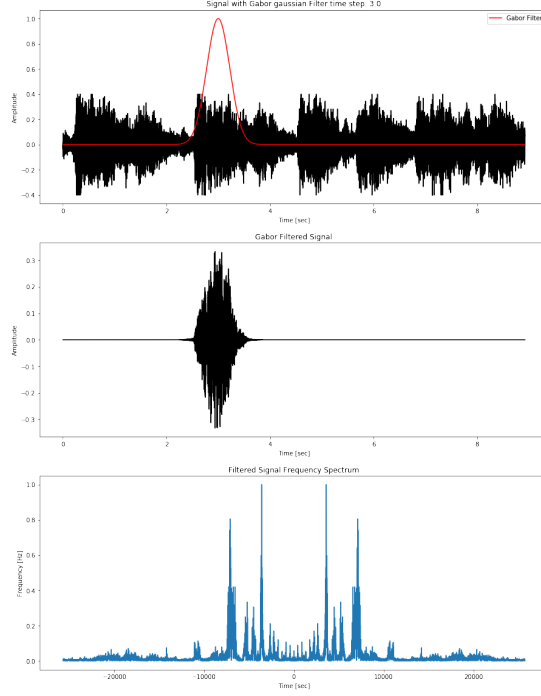 Signal with Gabor gaussian Filter time step: 3.0
Gabor Filter
Amplitude
1.0
0.8
0.6
0.4
0.2
0.0
−0.2
−0.4
0 2 4 6 8
Time [sec]
Gabor Filtered Signal
Amplitude
0.3
0.2
0.1
0.0
−0.1
−0.2
−0.3
0 2 4 6 8
Time [sec]
Filtered Signal Frequency Spectrum
Frequency [Hz]
1.0
0.8
0.6
0.4
0.2
0.0
-20000 -10000 0 10000 20000
Time [sec]